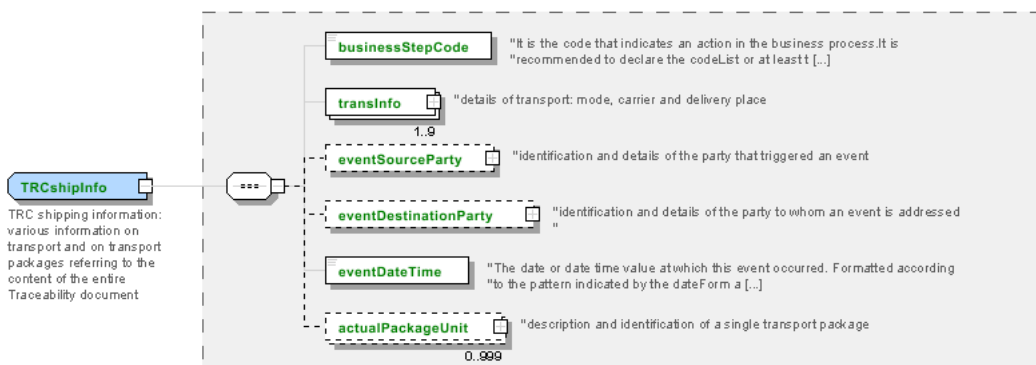 businessStepCode
"It is the code that indicates an action in the business process.It is
"recommended to declare the codeList or at least t [...]
transInfo
"details of transport: mode, carrier and delivery place
1..9
eventSourceParty
"identification and details of the party that triggered an event
TRCshipInfo
TRC shipping information:
various information on
transport and on transport
packages referring to the
content of the entire
Traceability document
eventDestinationParty
"identification and details of the party to whom an event is addressed
"
eventDateTime
"The date or date time value at which this event occurred. Formatted according
"to the pattern indicated by the dateForm a [...]
actualPackageUnit
"description and identification of a single transport package
0..999